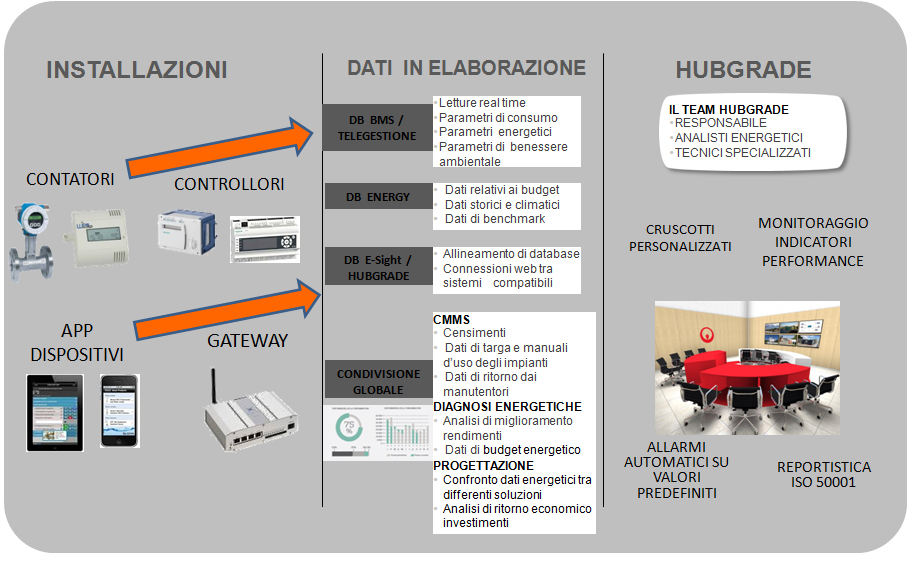 INSTALLAZIONI
CONTATORI
CONTROLLORI
APP
DISPOSITIVI
GATEWAY
DATI IN ELABORAZIONE
DB BMS /
TELEGESTIONE
•Letture real time
•Parametri di consumo
•Parametri energetici
•Parametri di benessere
ambientale
DB ENERGY
• Dati relativi ai budget
• Dati storici e climatici
• Dati di benchmark
DB E-Sight /
HUBGRADE
• Allineamento di database
• Connessioni web tra
sistemi compatibili
CONDIVISIONE
GLOBALE
CMMS
• Censimenti
• Dati di targa e manuali
d'uso degli impianti
• Dati di ritorno dai
manutentori
DIAGNOSI ENERGETICHE
• Analisi di miglioramento
rendimenti
• Dati di budget energetico
PROGETTAZIONE
• Confronto dati energetici tra
differenti soluzioni
• Analisi di ritorno economico
investimenti
75
%
HUBGRADE
IL TEAM HUBGRADE
•RESPONSABILE
•ANALISTI ENERGETICI
•TECNICI SPECIALIZZATI
CRUSCOTTI
PERSONALIZZATI
MONITORAGGIO
INDICATORI
PERFORMANCE
ALLARMI
AUTOMATICI SU
VALORI
PREDEFINITI
REPORTISTICA
ISO 50001